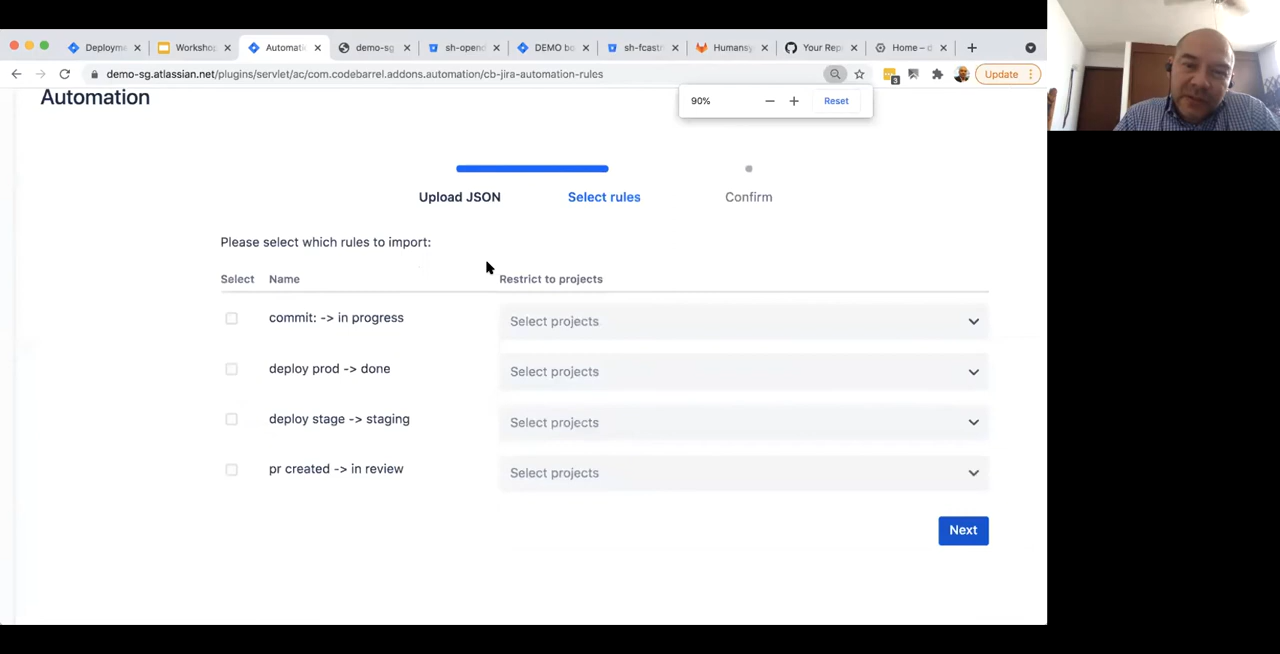 Deployme
Workshop
Automati
demo-sg
sh-opend
DEMO bo
sh-fcastri
Humansy
Your Rep
Home – d
demo-sg.atlassian.net/plugins/servlet/ac/com.codebarrel.addons.automation/cb-jira-automation-rules
3
Update
Automation
90%
Reset
Upload JSON
Select rules
Confirm
Please select which rules to import:
Select Name Restrict to projects
commit: -> in progress Select projects
deploy prod -> done Select projects
deploy stage -> staging Select projects
pr created -> in review Select projects
Next